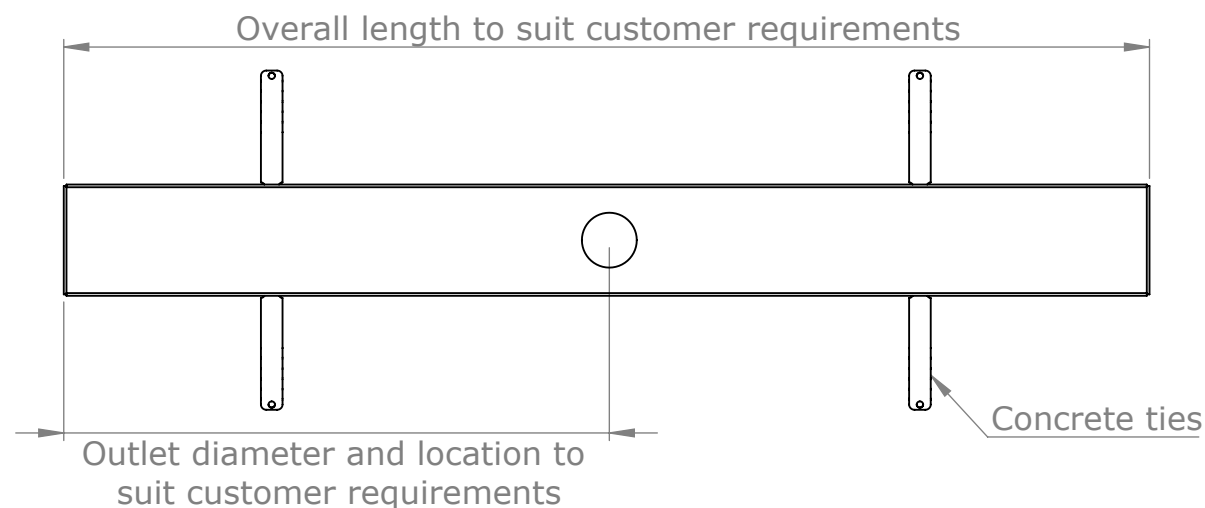 Overall length to suit customer requirements
Concrete ties
Outlet diameter and location to
suit customer requirements